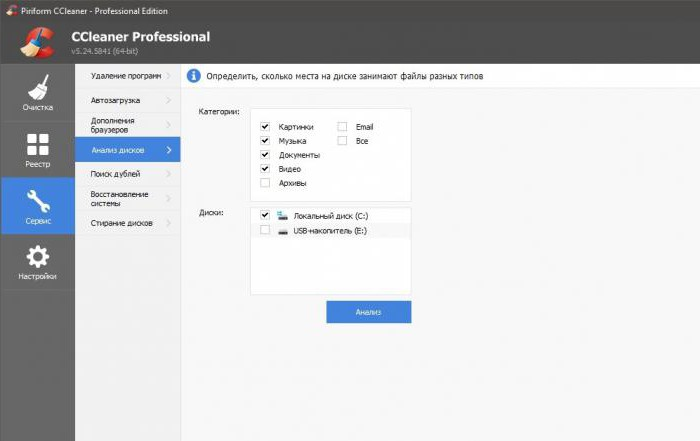 Piriform CCleaner - Professional Edition
CCleaner Professional
v5.24.5841 (64-bit)
Очистка
Реестр
Сервис
Настройки
Удаление программ
Автозагрузка
Дополнения
браузеров
Анализ дисков
Поиск дублей
Восстановление
системы
Стирание дисков
Определить, сколько места на диске занимают файлы разных типов
Категории:
Картинки
Email
Музыка
Все
Документы
Видео
Архивы
Диски:
Локальный диск (C:)
USB-накопитель (E:)
Анализ